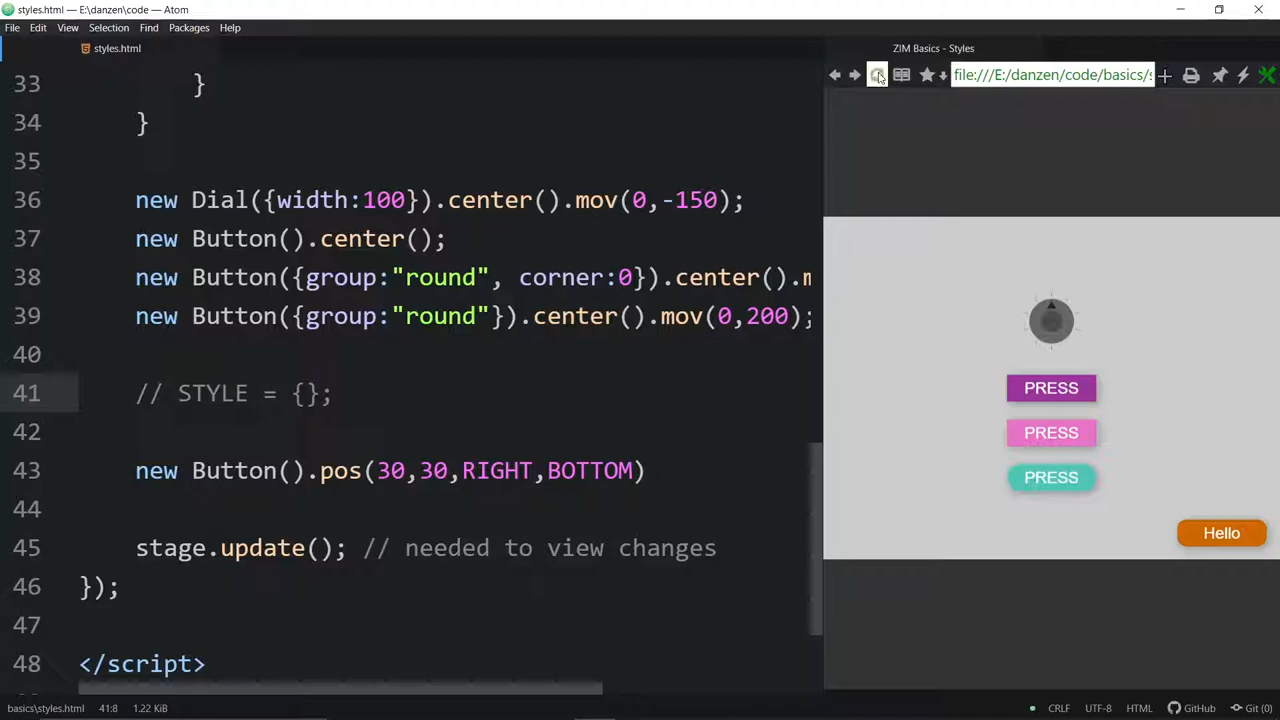 styles.html — E:\danzen\code — Atom
File Edit View Selection Find Packages Help
styles.html
ZIM Basics - Styles
file:///E:/danzen/code/basics/s
33 }
34 }
35
36 new Dial({width:100}).center().mov(0,-150);
37 new Button().center();
38 new Button({group:"round", corner:0}).center().m
39 new Button({group:"round"}).center().mov(0,200);
40
41 // STYLE = {};
42
43 new Button().pos(30,30,RIGHT,BOTTOM)
44
45 stage.update(); // needed to view changes
46 });
47
48 </script>
PRESS
PRESS
PRESS
Hello
basics\styles.html 41:8 1.22 KiB CRLF UTF-8 HTML GitHub Git (0)